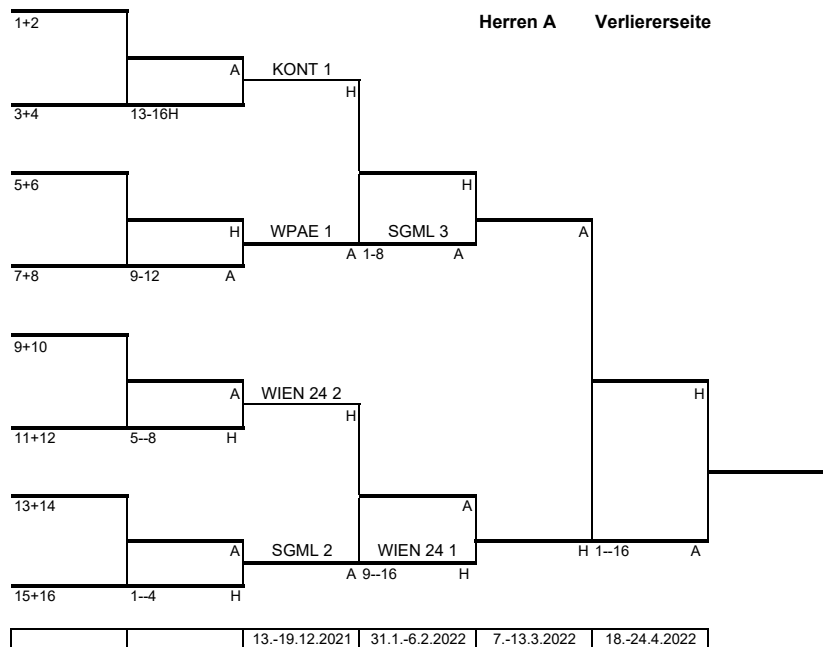 Herren A Verliererseite
1+2
A KONT 1
H
3+4 13-16H
5+6 H
H WPAE 1 SGML 3 A
A 1-8 A
7+8 9-12 A
9+10
A WIEN 24 2 H
H
11+12 5--8 H
13+14 A
A SGML 2 WIEN 24 1 H 1--16 A
A 9--16 H
15+16 1--4 H
13.-19.12.2021 31.1.-6.2.2022 7.-13.3.2022 18.-24.4.2022